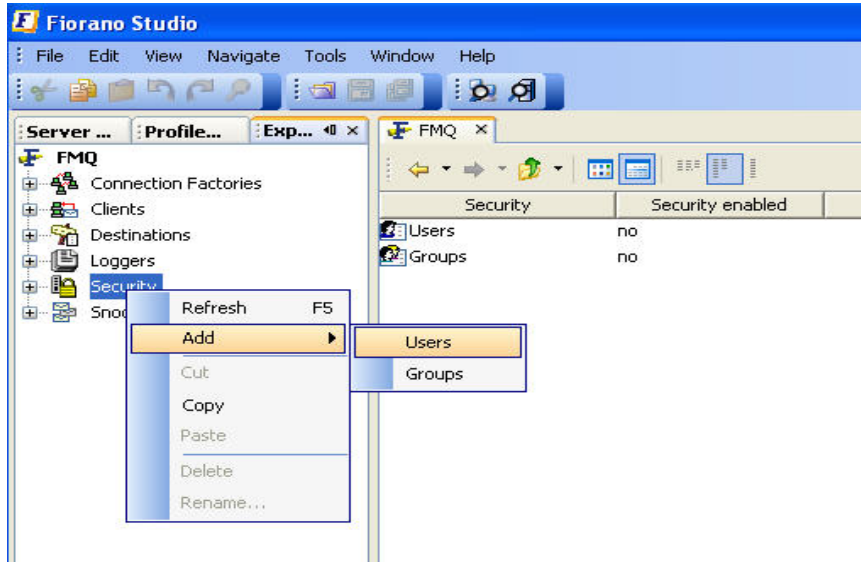 Fiorano Studio
File Edit View Navigate Tools Window Help
Server ... Profile... Exp...
FMQ
FMQ
Connection Factories
Clients
Destinations
Loggers
Security
Security Security enabled
Users no
Groups no
Refresh F5
Add
Cut
Copy
Paste
Delete
Rename...
Users
Groups